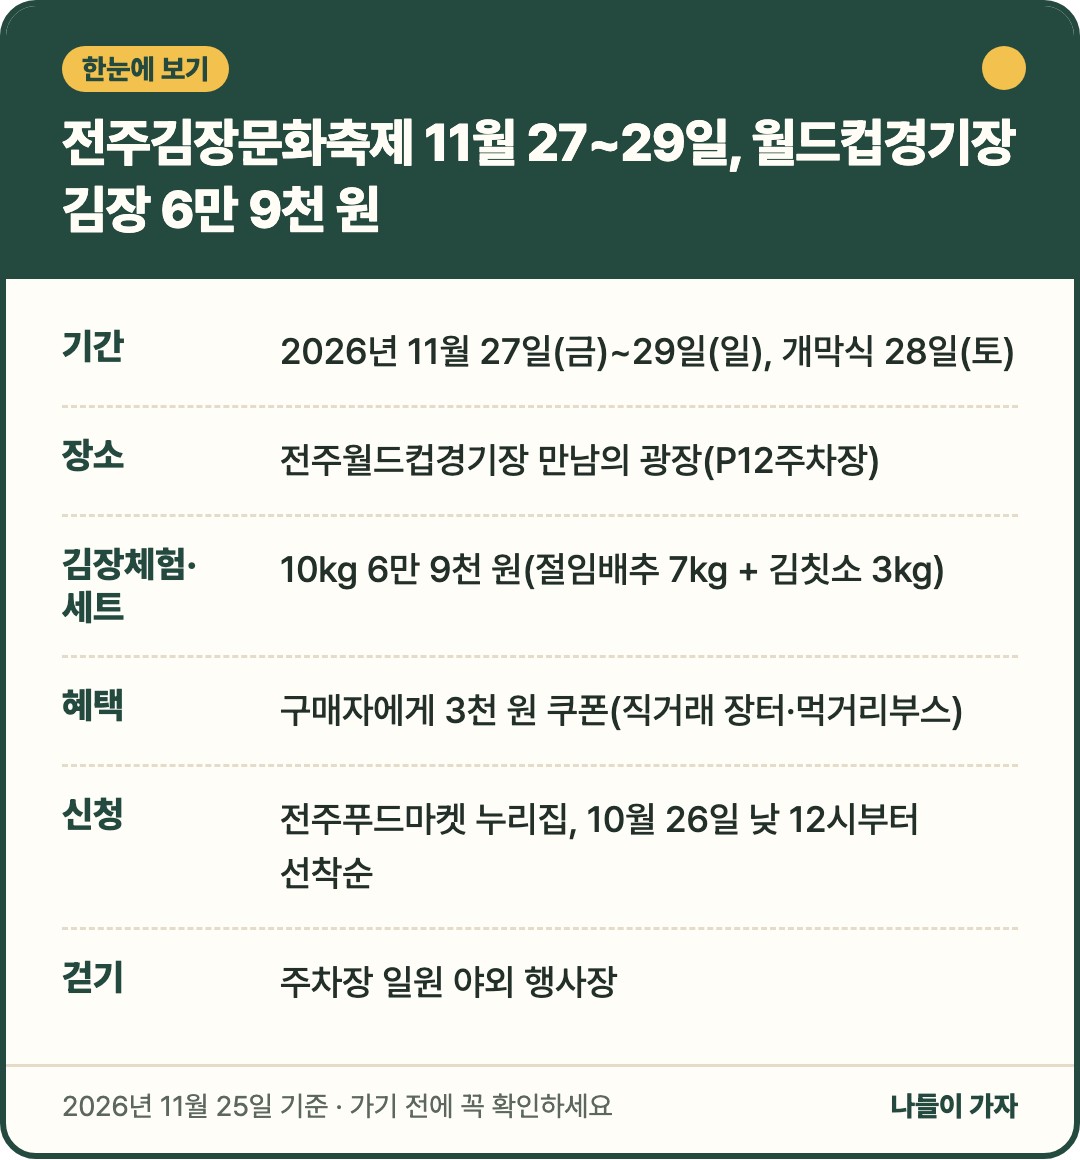 한눈에 보기
전주김장문화축제 11월 27~29일, 월드컵경기장
김장 6만 9천 원
기간
2026년 11월 27일(금)~29일(일), 개막식 28일(토)
장소
전주월드컵경기장 만남의 광장(P12주차장)
김장체험·
세트
10kg 6만 9천 원(절임배추 7kg + 김칫소 3kg)
혜택
구매자에게 3천 원 쿠폰(직거래 장터·먹거리부스)
신청
전주푸드마켓 누리집, 10월 26일 낮 12시부터
선착순
걷기
주차장 일원 야외 행사장
2026년 11월 25일 기준 · 가기 전에 꼭 확인하세요
나들이 가자